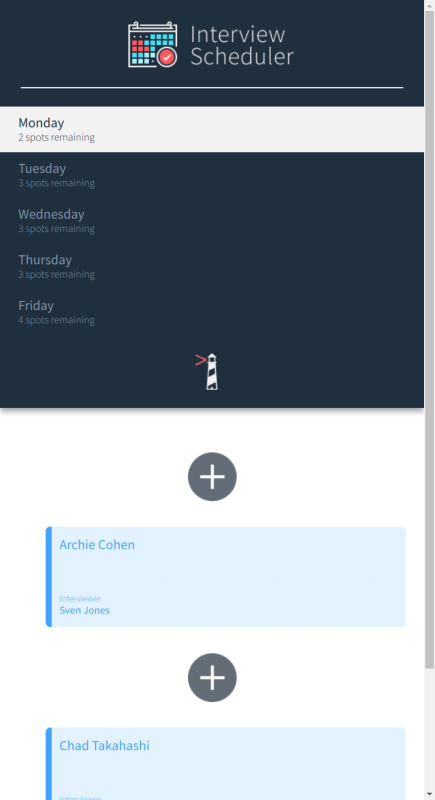 Interview
Scheduler
Monday
2 spots remaining
Tuesday
3 spots remaining
Wednesday
3 spots remaining
Thursday
3 spots remaining
Friday
4 spots remaining
Archie Cohen
Interviewer
Sven Jones
Chad Takahashi
Interviewer